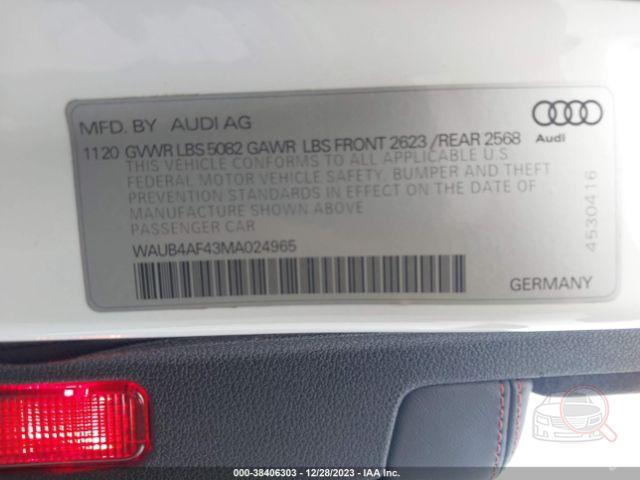 MFD. BY AUDI AG
1120 GVWR LBS 5082 GAWR LBS FRONT 2623 /REAR 2568
Audi
THIS VEHICLE CONFORMS TO ALL APPLICABLE U.S.
FEDERAL MOTOR VEHICLE SAFETY, BUMPER AND THEFT
PREVENTION STANDARDS IN EFFECT ON THE DATE OF
MANUFACTURE SHOWN ABOVE
PASSENGER CAR
WAUB4AF43MA024965
4530416
GERMANY
000-38406303 - 12/28/2023 - IAA Inc.